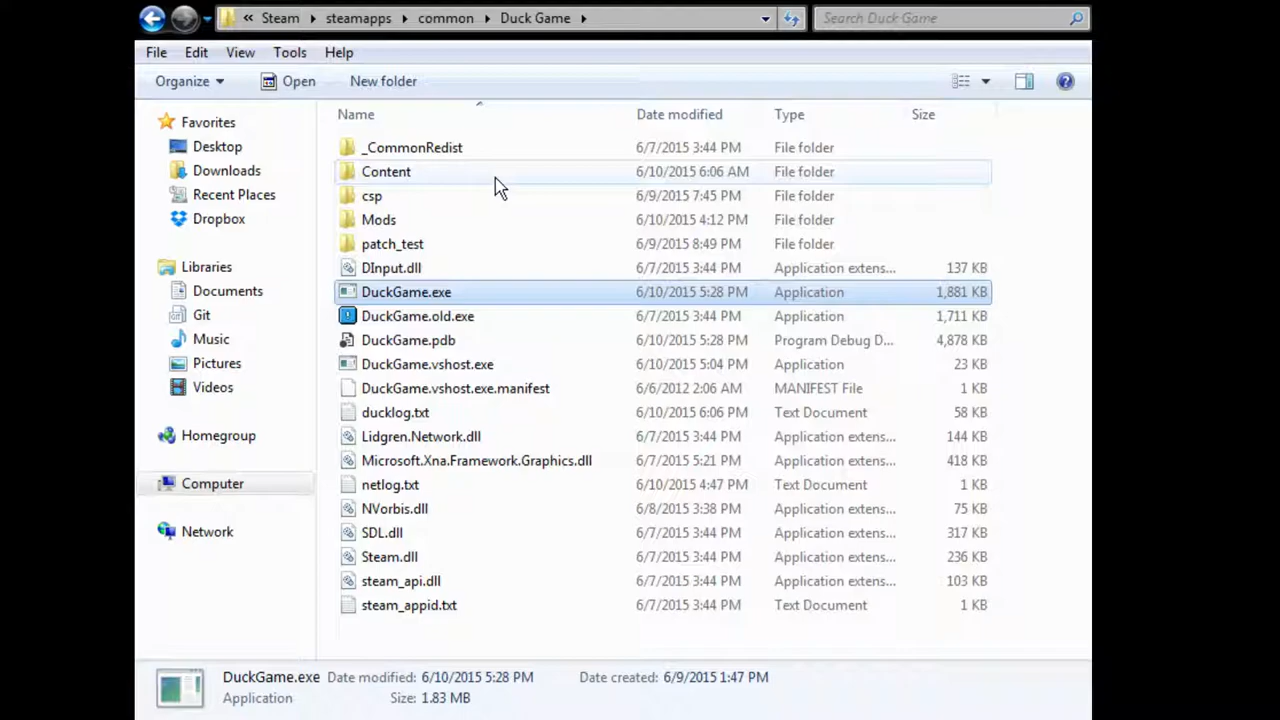 « Steam steamapps common Duck Game Search Duck Game
File Edit View Tools Help
Organize Open New folder
Name Date modified Type Size
Favorites
Desktop
Downloads
Recent Places
Dropbox
Libraries
Documents
Git
Music
Pictures
Videos
Homegroup
Computer
Network
_CommonRedist 6/7/2015 3:44 PM File folder
Content 6/10/2015 6:06 AM File folder
csp 6/9/2015 7:45 PM File folder
Mods 6/10/2015 4:12 PM File folder
patch_test 6/9/2015 8:49 PM File folder
DInput.dll 6/7/2015 3:44 PM Application extens... 137 KB
DuckGame.exe 6/10/2015 5:28 PM Application 1,881 KB
DuckGame.old.exe 6/7/2015 3:44 PM Application 1,711 KB
DuckGame.pdb 6/10/2015 5:28 PM Program Debug D... 4,878 KB
DuckGame.vshost.exe 6/10/2015 5:04 PM Application 23 KB
DuckGame.vshost.exe.manifest 6/6/2012 2:06 AM MANIFEST File 1 KB
ducklog.txt 6/10/2015 6:06 PM Text Document 58 KB
Lidgren.Network.dll 6/7/2015 3:44 PM Application extens... 144 KB
Microsoft.Xna.Framework.Graphics.dll 6/7/2015 5:21 PM Application extens... 418 KB
netlog.txt 6/10/2015 4:47 PM Text Document 1 KB
NVorbis.dll 6/8/2015 3:38 PM Application extens... 75 KB
SDL.dll 6/7/2015 3:44 PM Application extens... 317 KB
Steam.dll 6/7/2015 3:44 PM Application extens... 236 KB
steam_api.dll 6/7/2015 3:44 PM Application extens... 103 KB
steam_appid.txt 6/7/2015 3:44 PM Text Document 1 KB
DuckGame.exe Date modified: 6/10/2015 5:28 PM Date created: 6/9/2015 1:47 PM
Application Size: 1.83 MB